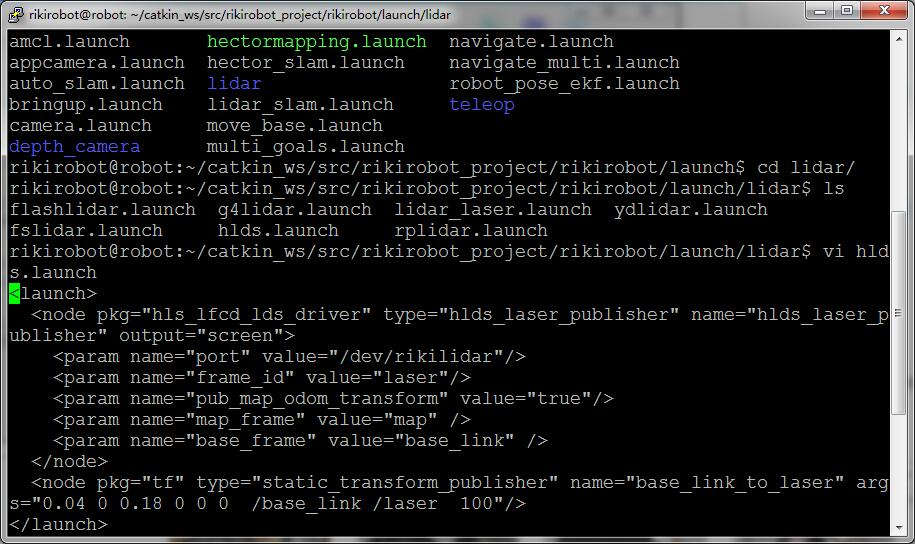 rikirobot@robot: ~/catkin_ws/src/rikirobot_project/rikirobot/launch/lidar
amcl.launch hectormapping.launch navigate.launch
appcamera.launch hector_slam.launch navigate_multi.launch
auto_slam.launch lidar robot_pose_ekf.launch
bringup.launch lidar_slam.launch teleop
camera.launch move_base.launch
depth_camera multi_goals.launch
rikirobot@robot:~/catkin_ws/src/rikirobot_project/rikirobot/launch$ cd lidar/
rikirobot@robot:~/catkin_ws/src/rikirobot_project/rikirobot/launch/lidar$ ls
flashlidar.launch g4lidar.launch lidar_laser.launch ydlidar.launch
fslidar.launch hlds.launch rplidar.launch
rikirobot@robot:~/catkin_ws/src/rikirobot_project/rikirobot/launch/lidar$ vi hld
s.launch
<launch>
<node pkg="hls_lfcd_lds_driver" type="hlds_laser_publisher" name="hlds_laser_p
ublisher" output="screen">
<param name="port" value="/dev/rikilidar"/>
<param name="frame_id" value="laser"/>
<param name="pub_map_odom_transform" value="true"/>
<param name="map_frame" value="map" />
<param name="base_frame" value="base_link" />
</node>
<node pkg="tf" type="static_transform_publisher" name="base_link_to_laser" arg
s="0.04 0 0.18 0 0 0 /base_link /laser 100"/>
</launch>